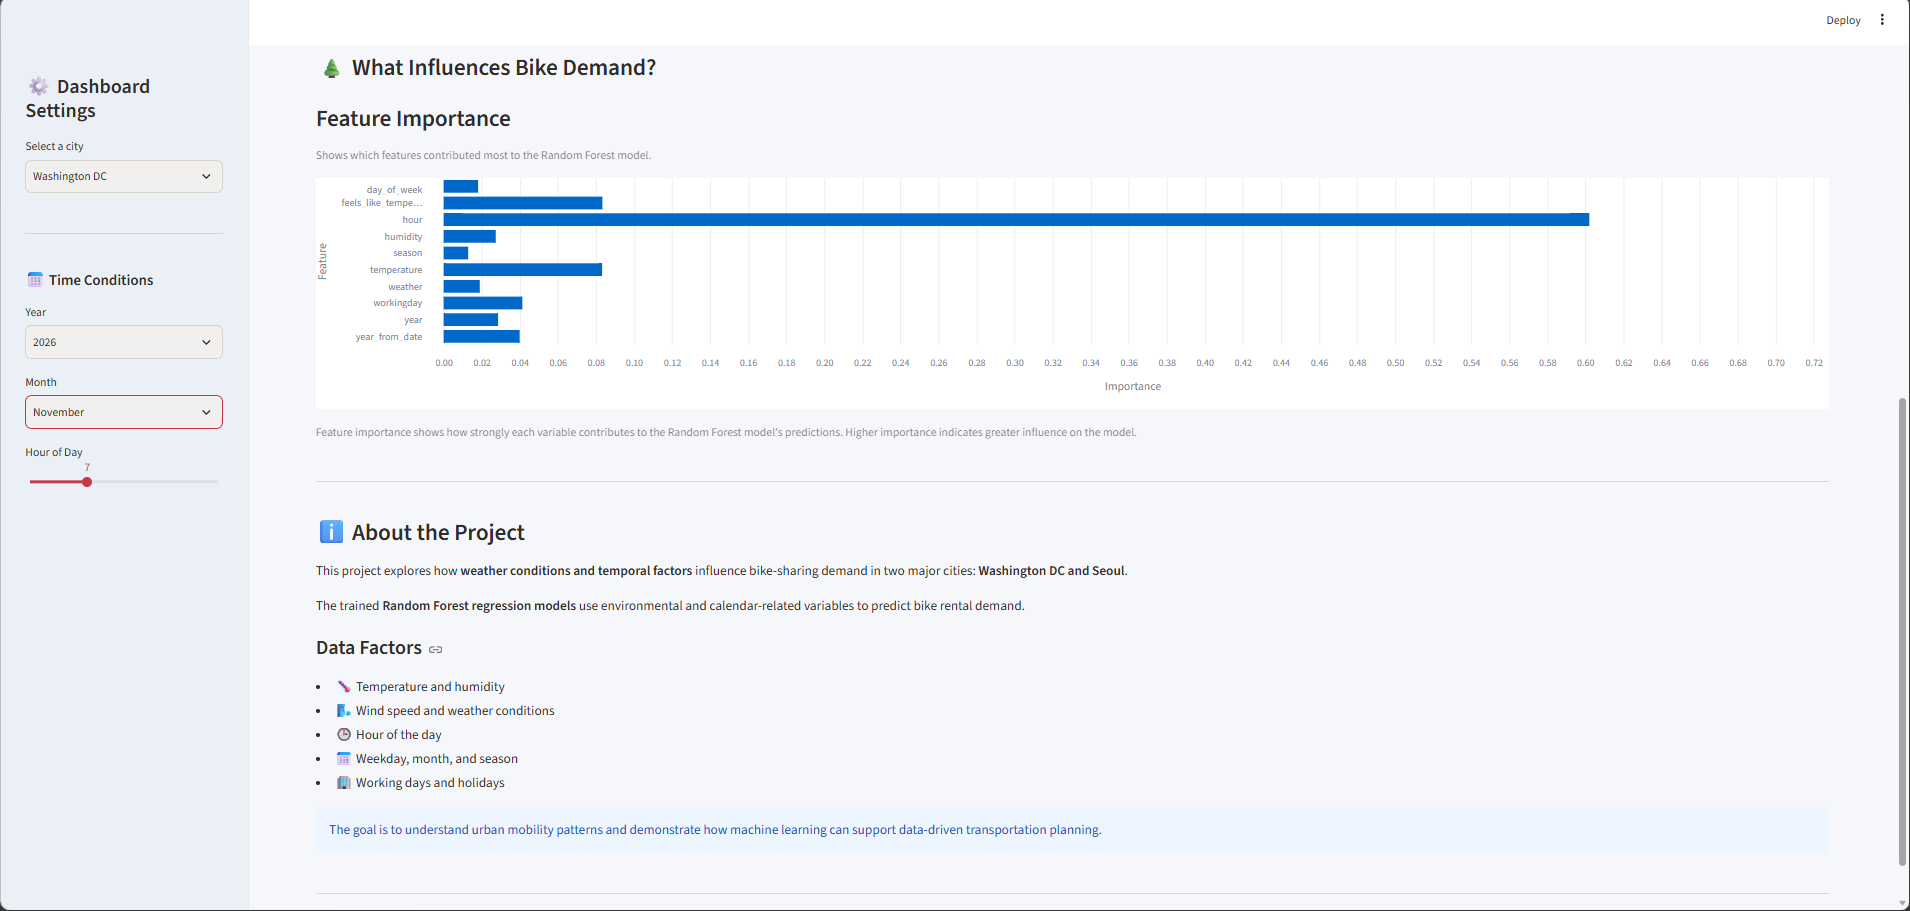 Deploy
Dashboard
Settings
Select a city
Washington DC
Time Conditions
Year
2026
Month
November
Hour of Day
7
What Influences Bike Demand?
Feature Importance
Shows which features contributed most to the Random Forest model.
Feature
day_of_week
feels_like_tempe…
hour
humidity
season
temperature
weather
workingday
year
year_from_date
0.00 0.02 0.04 0.06 0.08 0.10 0.12 0.14 0.16 0.18 0.20 0.22 0.24 0.26 0.28 0.30 0.32 0.34 0.36 0.38 0.40 0.42 0.44 0.46 0.48 0.50 0.52 0.54 0.56 0.58 0.60 0.62 0.64 0.66 0.68 0.70 0.72
Importance
Feature importance shows how strongly each variable contributes to the Random Forest model's predictions. Higher importance indicates greater influence on the model.
About the Project
This project explores how weather conditions and temporal factors influence bike-sharing demand in two major cities: Washington DC and Seoul.
The trained Random Forest regression models use environmental and calendar-related variables to predict bike rental demand.
Data Factors
Temperature and humidity
Wind speed and weather conditions
Hour of the day
Weekday, month, and season
Working days and holidays
The goal is to understand urban mobility patterns and demonstrate how machine learning can support data-driven transportation planning.